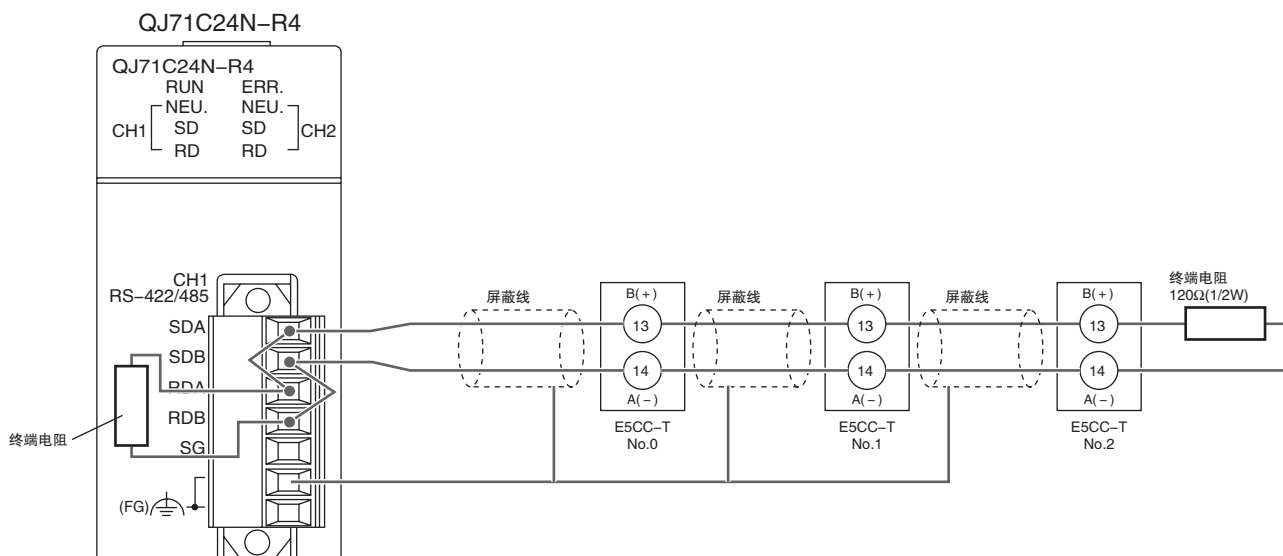 QJ71C24N-R4
QJ71C24N-R4
RUN ERR.
NEU. NEU.
CH1 SD SD CH2
RD RD
CH1
RS-422/485
SDA
SDB
RDA
RDB
SG
(FG)
终端电阻
屏蔽线
屏蔽线
屏蔽线
B(+)
13
14
A(-)
E5CC-T
No.0
B(+)
13
14
A(-)
E5CC-T
No.1
B(+)
13
14
A(-)
E5CC-T
No.2
终端电阻
120Ω(1/2W)